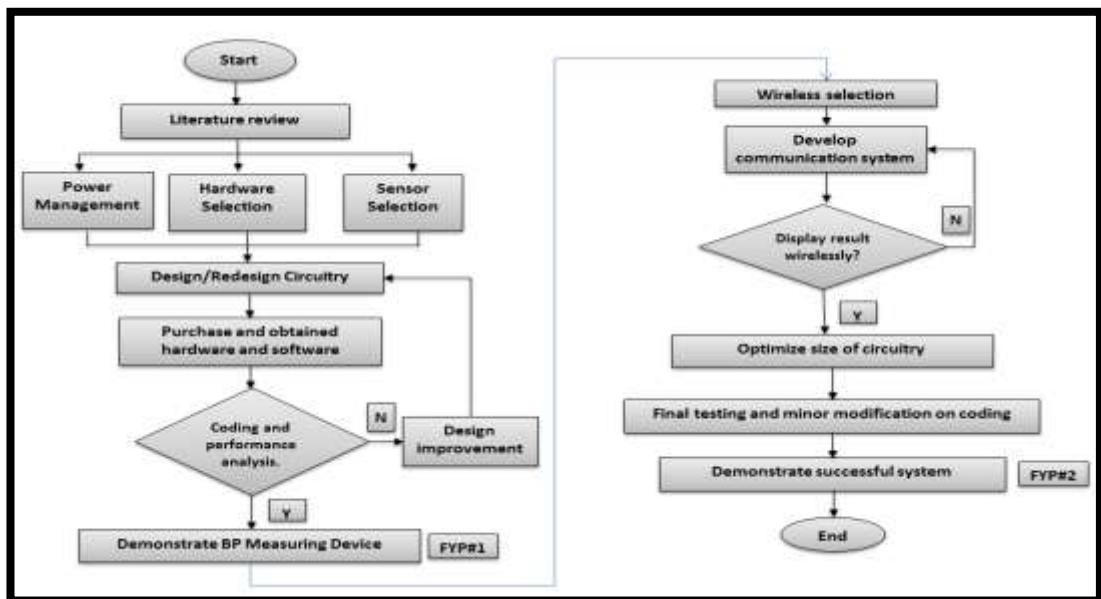 Start
Literature review
Power
Management
Hardware
Selection
Sensor
Selection
Design/Redesign Circuitry
Purchase and obtained
hardware and software
Coding and
performance
analysis.
N
Design
improvement
Y
Demonstrate BP Measuring Device
FYP#1
Wireless selection
Develop
communication system
Display result
wirelessly?
N
Y
Optimize size of circuitry
Final testing and minor modification on coding
Demonstrate successful system
FYP#2
End